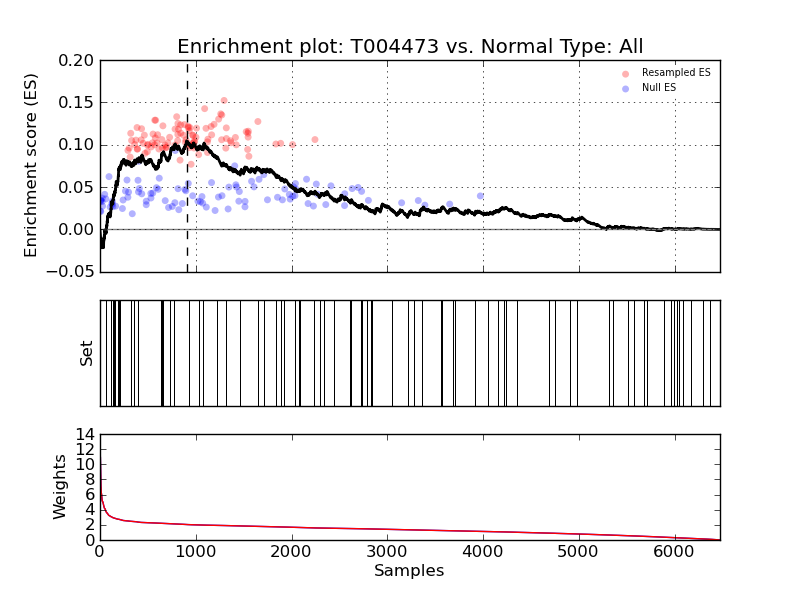 Enrichment plot: T004473 vs. Normal Type: All
Enrichment score (ES)
0.20
0.15
0.10
0.05
0.00
−0.05
Resampled ES
Null ES
Set
Weights
14
12
10
8
6
4
2
0
0 1000 2000 3000 4000 5000 6000
Samples